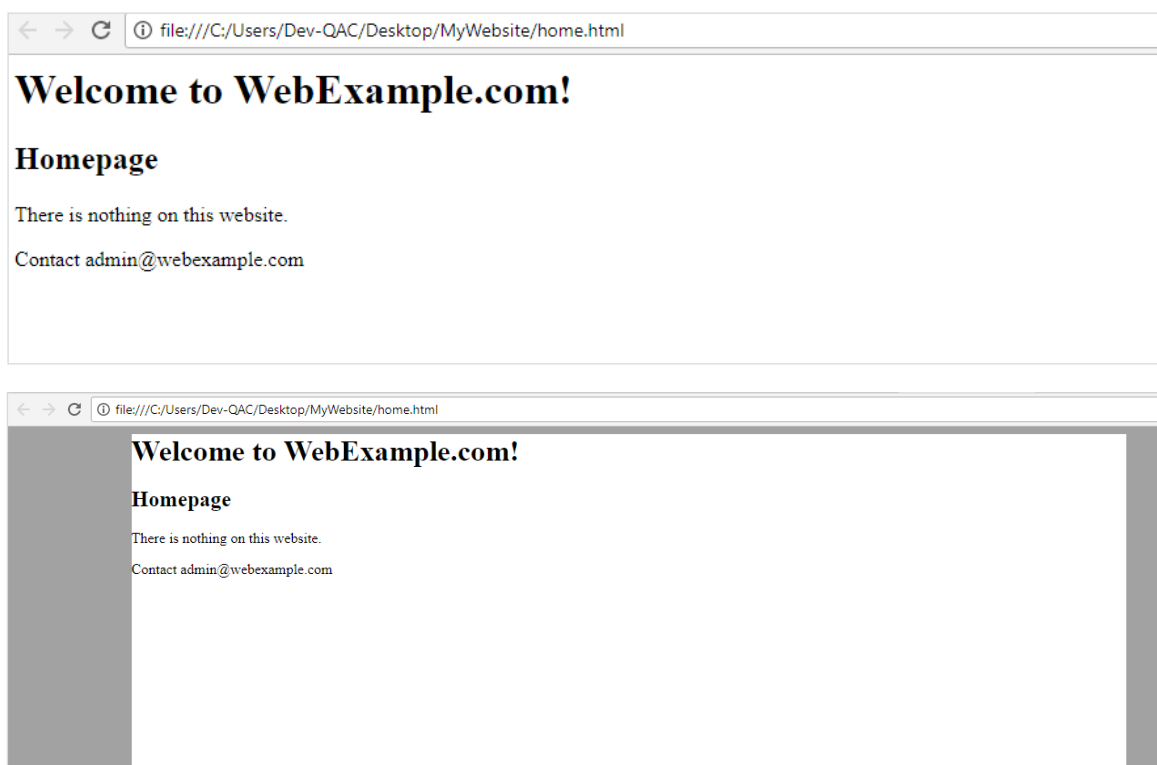 file:///C:/Users/Dev-QAC/Desktop/MyWebsite/home.html
Welcome to WebExample.com!
Homepage
There is nothing on this website.
Contact admin@webexample.com
file:///C:/Users/Dev-QAC/Desktop/MyWebsite/home.html
Welcome to WebExample.com!
Homepage
There is nothing on this website.
Contact admin@webexample.com